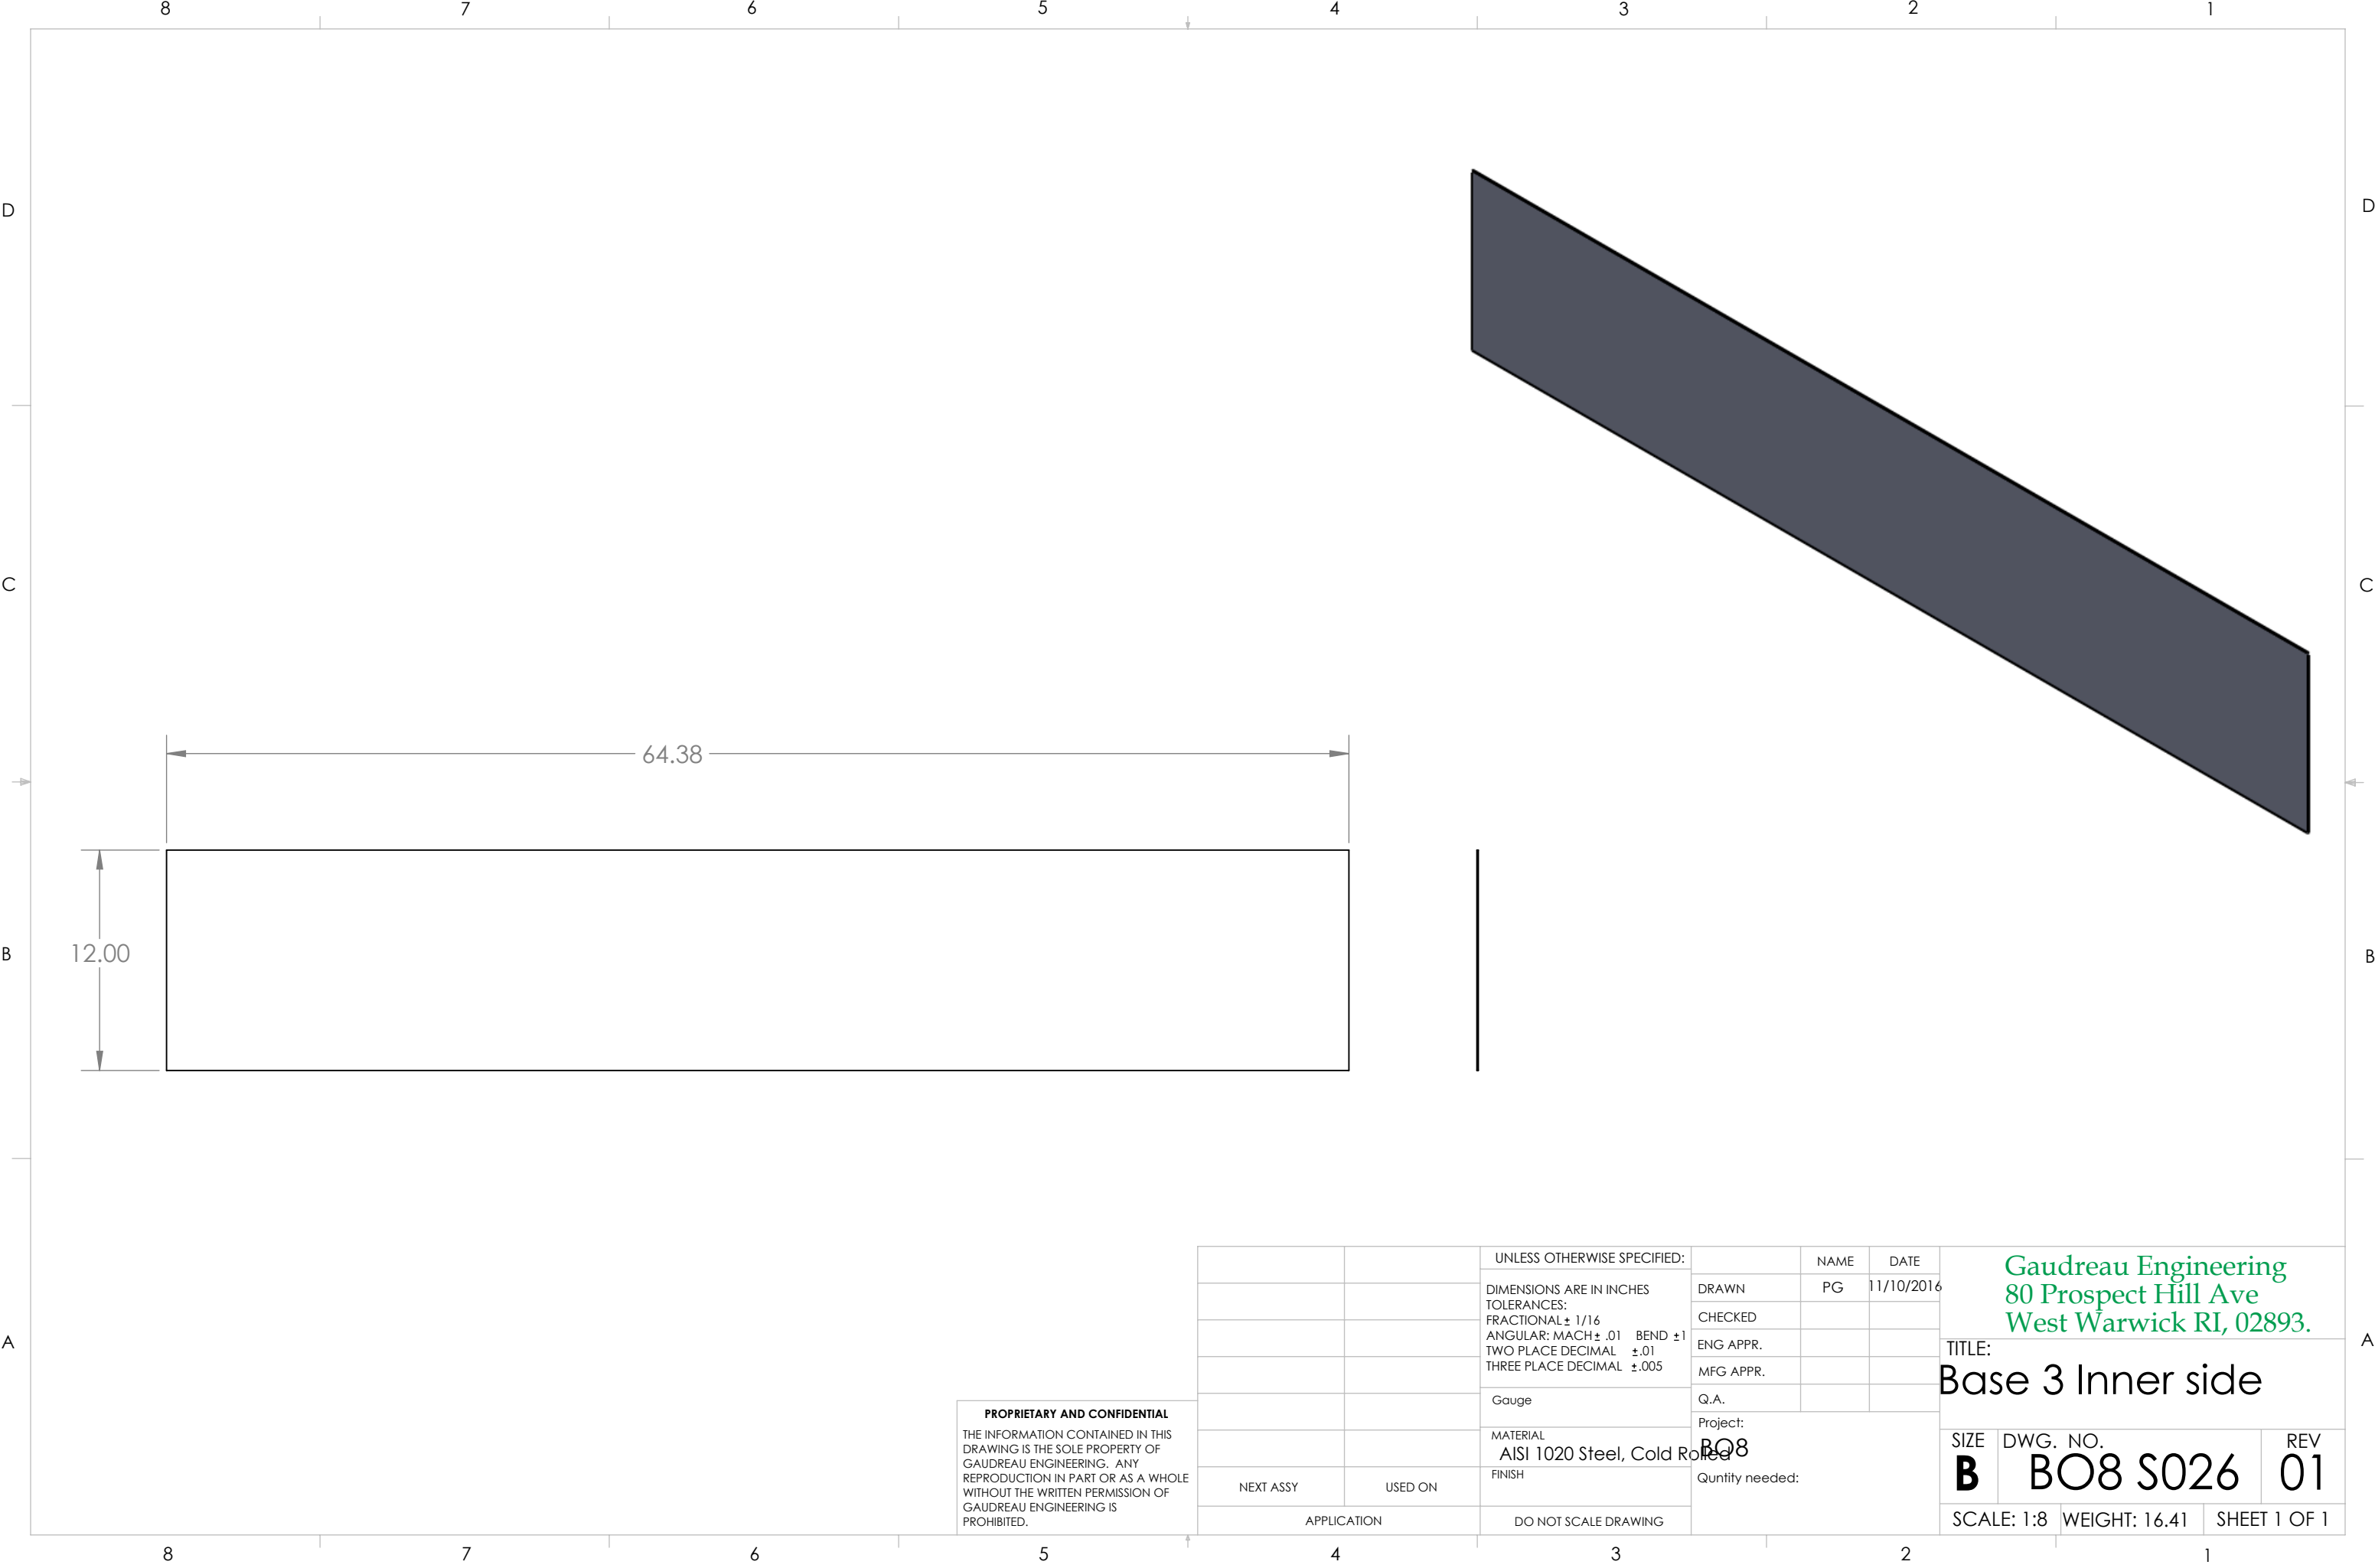 8 7 6 5 4 3 2 1
D D
C C
64.38
12.00
B B
A A
UNLESS OTHERWISE SPECIFIED:
DIMENSIONS ARE IN INCHES
TOLERANCES:
FRACTIONAL ± 1/16
ANGULAR: MACH ± .01 BEND ±1
TWO PLACE DECIMAL ±.01
THREE PLACE DECIMAL ±.005
Gauge
MATERIAL
AISI 1020 Steel, Cold Rolled
FINISH
DO NOT SCALE DRAWING
NAME DATE
DRAWN PG 11/10/2016
CHECKED
ENG APPR.
MFG APPR.
Q.A.
Project:
BO8
Quntity needed:
Gaudreau Engineering
80 Prospect Hill Ave
West Warwick RI, 02893.
TITLE:
Base 3 Inner side
SIZE DWG. NO. REV
B BO8 S026 01
SCALE: 1:8 WEIGHT: 16.41 SHEET 1 OF 1
NEXT ASSY USED ON
APPLICATION
PROPRIETARY AND CONFIDENTIAL
THE INFORMATION CONTAINED IN THIS
DRAWING IS THE SOLE PROPERTY OF
GAUDREAU ENGINEERING. ANY
REPRODUCTION IN PART OR AS A WHOLE
WITHOUT THE WRITTEN PERMISSION OF
GAUDREAU ENGINEERING IS
PROHIBITED.
8 7 6 5 4 3 2 1